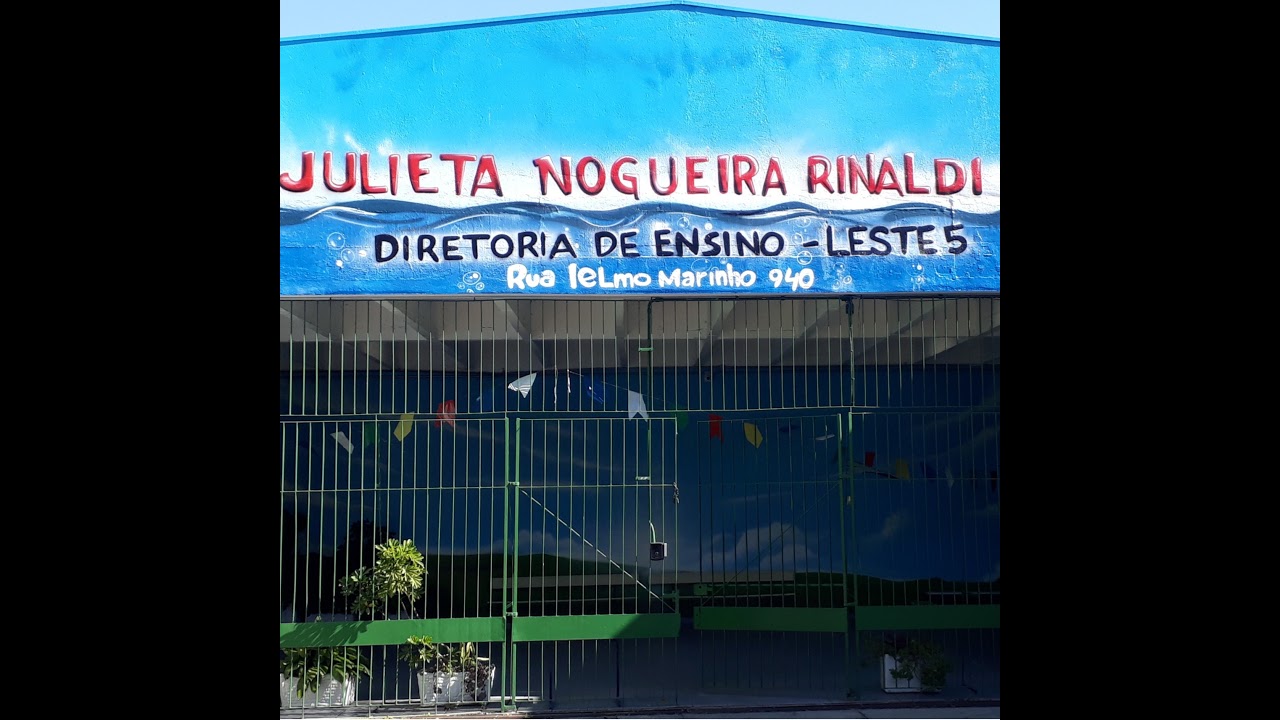 JULIETA NOGUEIRA RINALDI
DIRETORIA DE ENSINO - LESTE 5
Rua IeLmo Marinho 940